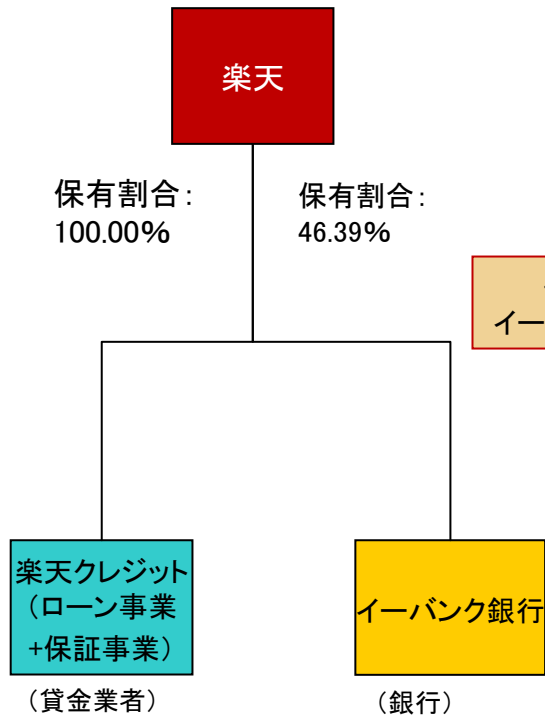 楽天
保有割合：
100.00%
保有割合：
46.39%
イー
楽天クレジット
（ローン事業
+保証事業）
イーバンク銀行
（貸金業者）
（銀行）